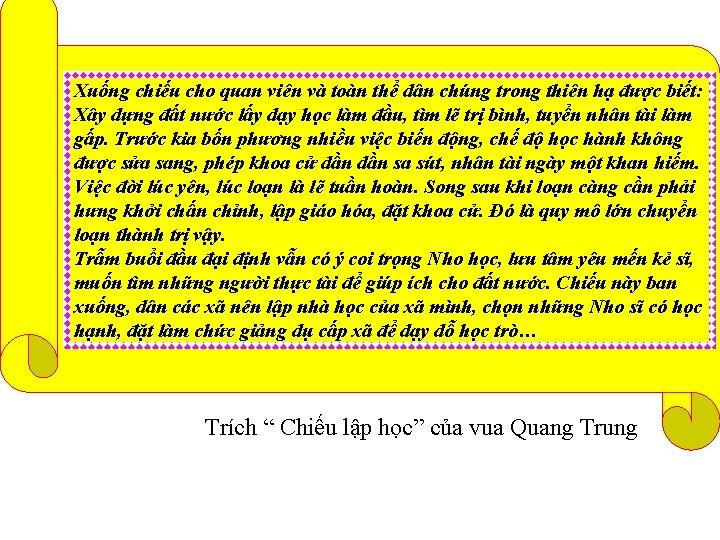 Xuống chiếu cho quan viên và toàn thể dân chúng trong thiên hạ được biết:
Xây dựng đất nước lấy dạy học làm đầu, tìm lẽ trị bình, tuyển nhân tài làm
gấp. Trước kia bốn phương nhiều việc biến động, chế độ học hành không
được sửa sang, phép khoa cử dần dần sa sút, nhân tài ngày một khan hiếm.
Việc đời lúc yên, lúc loạn là lẽ tuần hoàn. Song sau khi loạn càng cần phải
hưng khởi chấn chỉnh, lập giáo hóa, đặt khoa cử. Đó là quy mô lớn chuyển
loạn thành trị vậy.
Trẫm buổi đầu đại định vẫn có ý coi trọng Nho học, lưu tâm yêu mến kẻ sĩ,
muốn tìm những người thực tài để giúp ích cho đất nước. Chiếu này ban
xuống, dân các xã nên lập nhà học của xã mình, chọn những Nho sĩ có học
hạnh, đặt làm chức giảng dụ cấp xã để dạy dỗ học trò…
Trích “ Chiếu lập học” của vua Quang Trung